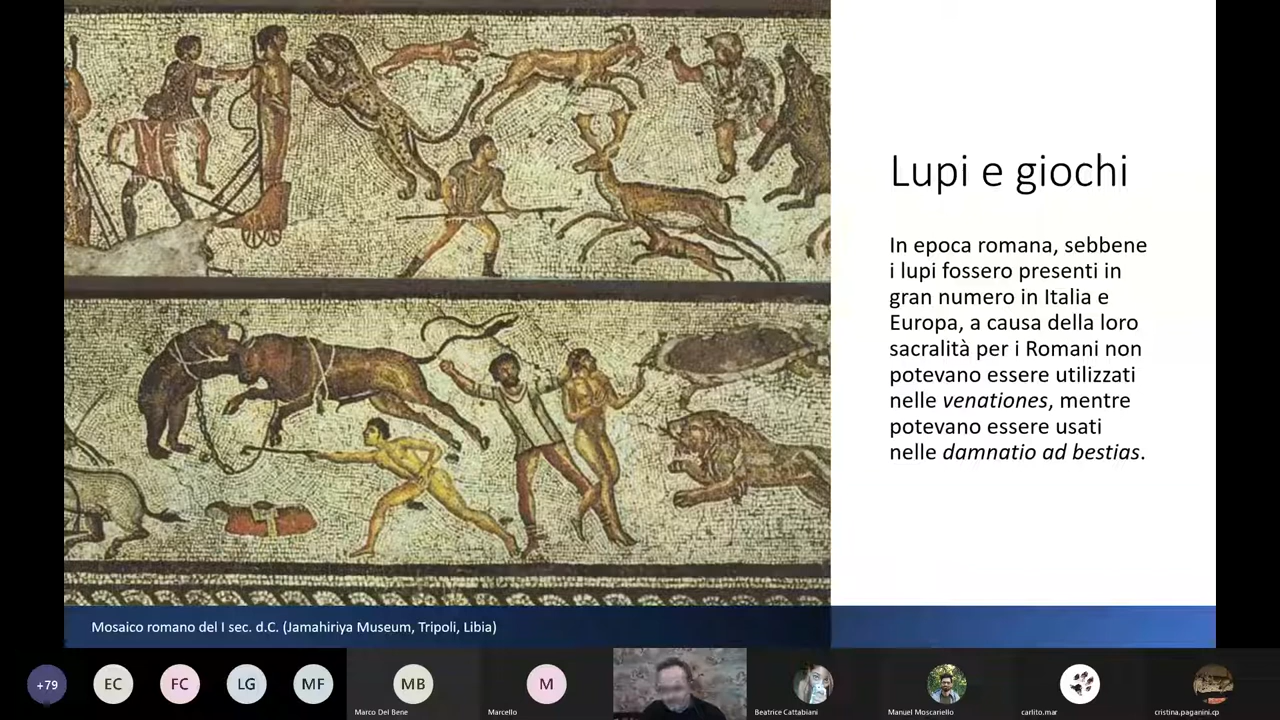 Lupi e giochi
In epoca romana, sebbene
i lupi fossero presenti in
gran numero in Italia e
Europa, a causa della loro
sacralità per i Romani non
potevano essere utilizzati
nelle venationes, mentre
potevano essere usati
nelle damnatio ad bestias.
Mosaico romano del I sec. d.C. (Jamahiriya Museum, Tripoli, Libia)
+79
EC
FC
LG
MF
MB
M
Marco Del Bene
Marcello
Beatrice Cattabiani
Manuel Moscariello
carlito.mar
cristina.paganini.cp